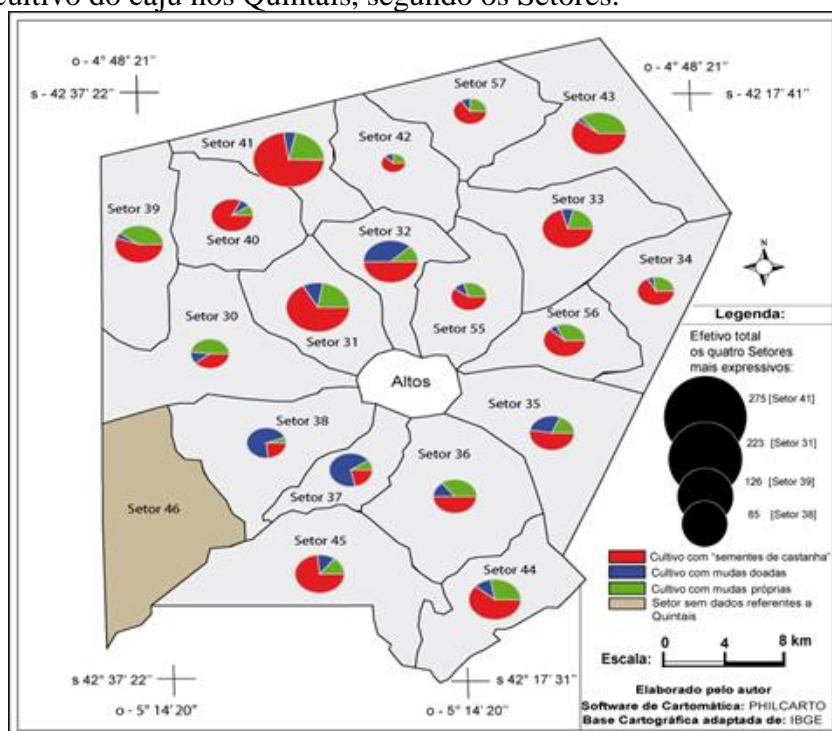 cultivo do caju nos Quintais, segundo os Setores.
o - 4° 48' 21"
s - 42 37' 22"
o - 4° 48' 21"
s - 42 17' 41"
Setor 57
Setor 43
Setor 41
Setor 42
Setor 39
Setor 40
Setor 32
Setor 33
Setor 34
Setor 30
Setor 31
Setor 55
Setor 56
Altos
Setor 38
Setor 37
Setor 36
Setor 35
Setor 46
Setor 45
Setor 44
N
Legenda:
Efetivo total
os quatro Setores
mais expressivos:
275 [Setor 41]
223 [Setor 31]
126 [Setor 39]
85 [Setor 38]
Cultivo com "sementes de castanha"
Cultivo com mudas doadas
Cultivo com mudas próprias
Setor sem dados referentes a
Quintais
Escala:
0 4 8 km
s 42° 37' 22"
o - 5° 14' 20"
s 42° 17' 31"
o - 5° 14' 20"
Elaborado pelo autor
Software de Cartomática: PHILCARTO
Base Cartográfica adaptada de: IBGE